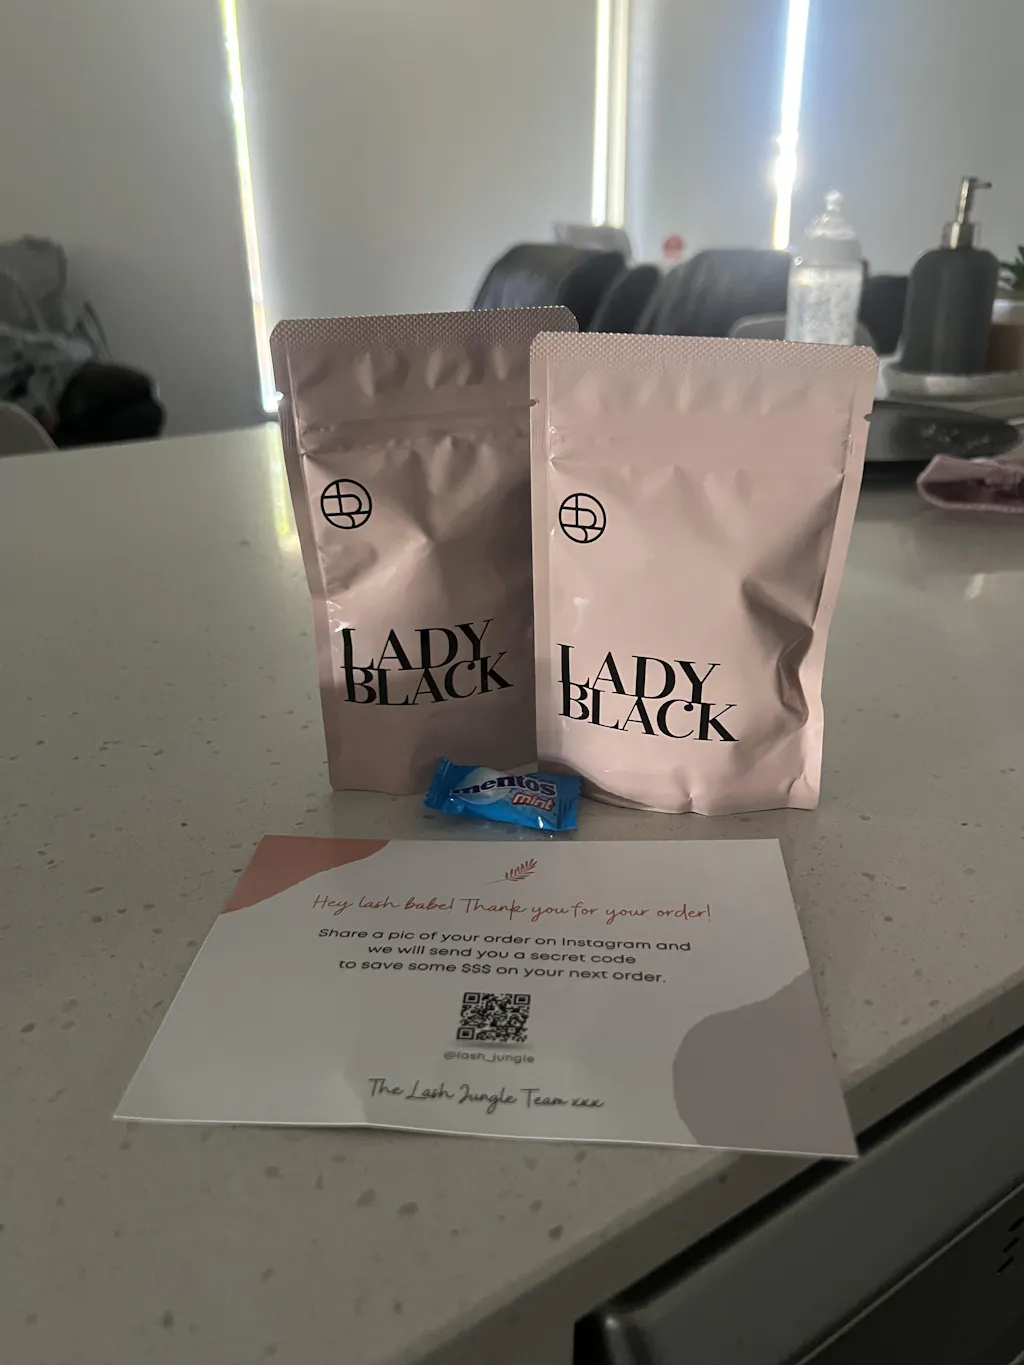 LADY
BLACK
LADY
BLACK
mentos
mint
Hey lash babe! Thank you for your order!
Share a pic of your order on Instagram and
we will send you a secret code
to save some $$$ on your next order.
@lash_jungle
The Lash Jungle Team xxx